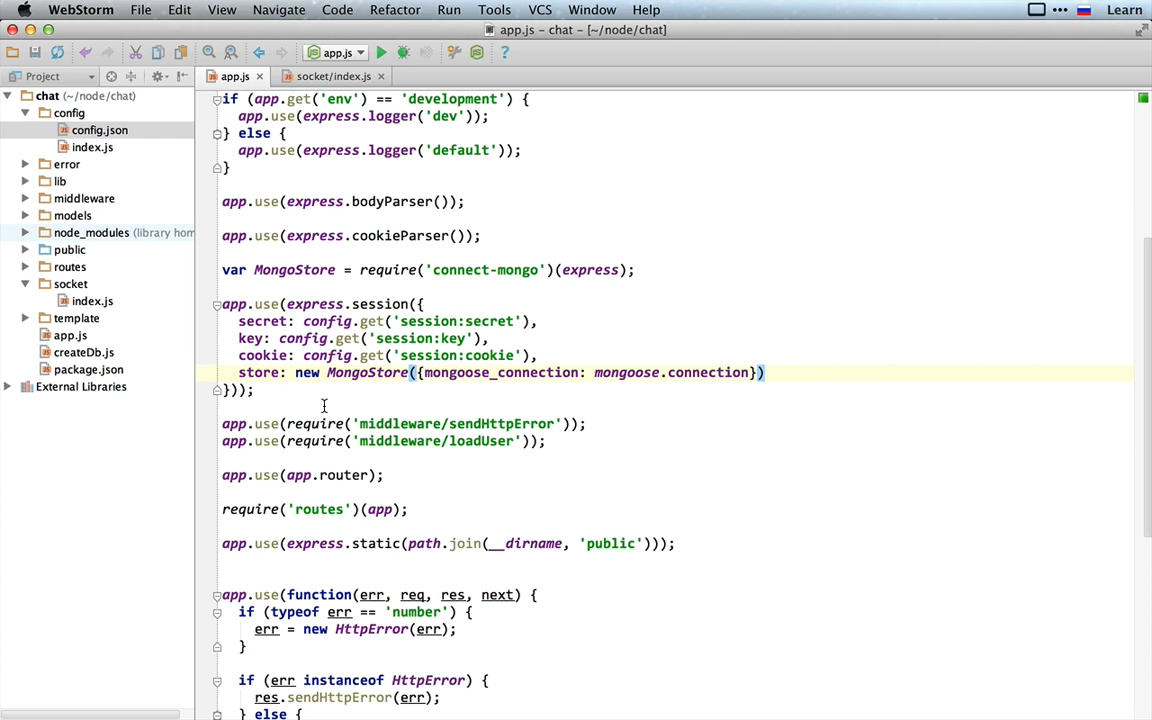 WebStorm File Edit View Navigate Code Refactor Run Tools VCS Window Help Learn
app.js – chat – [~/node/chat]
app.js
Project app.js socket/index.js
chat (~/node/chat)
config
config.json
index.js
error
lib
middleware
models
node_modules (library hom
public
routes
socket
index.js
template
app.js
createDb.js
package.json
External Libraries
if (app.get('env') == 'development') {
app.use(express.logger('dev'));
} else {
app.use(express.logger('default'));
}
app.use(express.bodyParser());
app.use(express.cookieParser());
var MongoStore = require('connect-mongo')(express);
app.use(express.session({
secret: config.get('session:secret'),
key: config.get('session:key'),
cookie: config.get('session:cookie'),
store: new MongoStore({mongoose_connection: mongoose.connection})
}));
app.use(require('middleware/sendHttpError'));
app.use(require('middleware/loadUser'));
app.use(app.router);
require('routes')(app);
app.use(express.static(path.join(__dirname, 'public')));
app.use(function(err, req, res, next) {
if (typeof err == 'number') {
err = new HttpError(err);
}
if (err instanceof HttpError) {
res.sendHttpError(err);
} else {